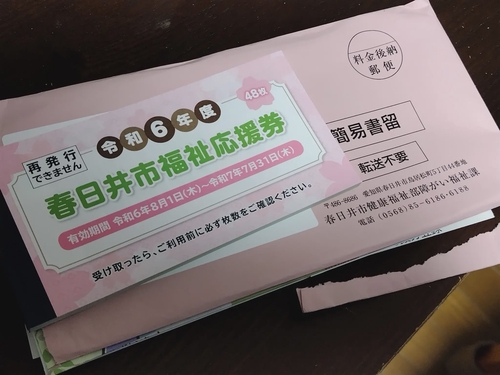 令和6年度
48枚
再発行
できません
春日井市福祉応援券
有効期間 令和6年8月1日(木)~令和7年7月31日(木)
受け取ったら、ご利用前に必ず枚数をご確認ください。
料金後納
郵便
簡易書留
転送不要
〒486-8686 愛知県春日井市鳥居松町5丁目44番地
春日井市健康福祉部障がい福祉課
電話 (0568)85-6186・6188